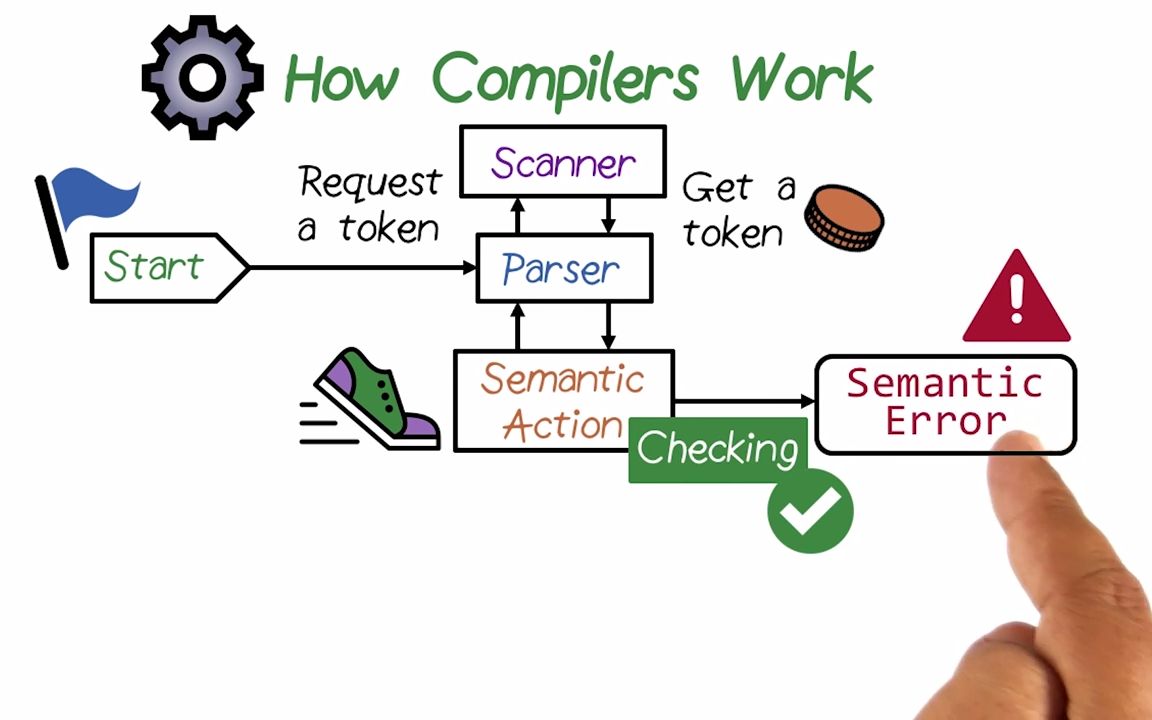 How Compilers Work
Scanner
Request
a token
Get a
token
Start
Parser
Semantic
Action
Checking
Semantic
Error